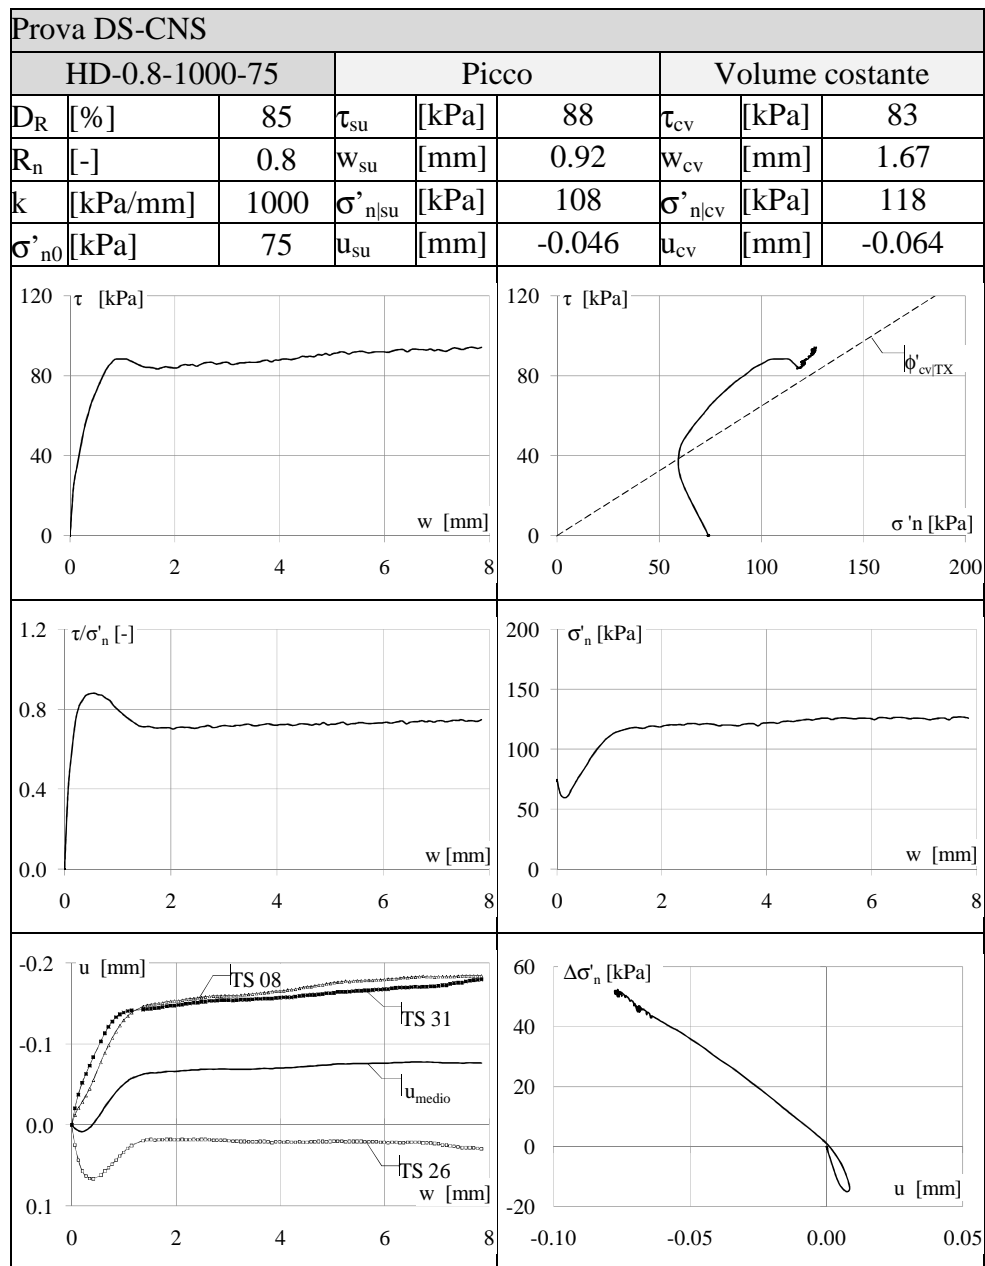 Prova DS-CNS
HD-0.8-1000-75 Picco Volume costante
D_R [%] 85 τ_su [kPa] 88 τ_cv [kPa] 83
R_n [-] 0.8 w_su [mm] 0.92 w_cv [mm] 1.67
k [kPa/mm] 1000 σ’_n|su [kPa] 108 σ’_n|cv [kPa] 118
σ’_n0 [kPa] 75 u_su [mm] -0.046 u_cv [mm] -0.064
τ [kPa]
120
80
40
0
w [mm]
0 2 4 6 8
τ [kPa]
120
80
40
0
ϕ'_cv|TX
σ 'n [kPa]
0 50 100 150 200
τ/σ'_n [-]
1.2
0.8
0.4
0.0
w [mm]
0 2 4 6 8
σ'_n [kPa]
200
150
100
50
0
w [mm]
0 2 4 6 8
u [mm]
-0.2
-0.1
0.0
0.1
TS 08
TS 31
u_medio
TS 26
w [mm]
0 2 4 6 8
Δσ'_n [kPa]
60
40
20
0
-20
u [mm]
-0.10 -0.05 0.00 0.05